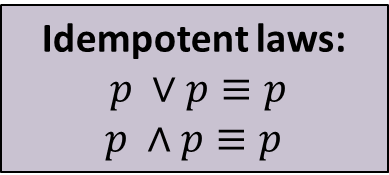 Idempotent laws:
p ∨ p ≡ p
p ∧ p ≡ p